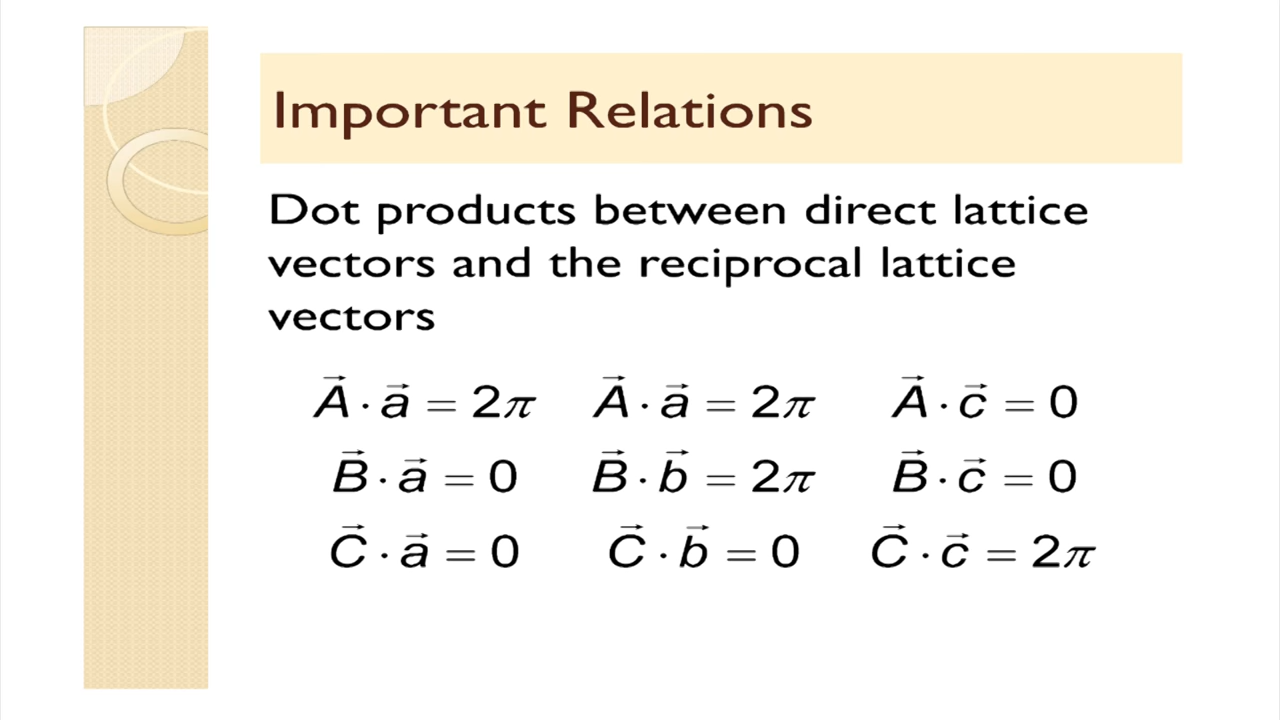 Important Relations
Dot products between direct lattice
vectors and the reciprocal lattice
vectors
A⃗ · a⃗ = 2π A⃗ · a⃗ = 2π A⃗ · c⃗ = 0
B⃗ · a⃗ = 0 B⃗ · b⃗ = 2π B⃗ · c⃗ = 0
C⃗ · a⃗ = 0 C⃗ · b⃗ = 0 C⃗ · c⃗ = 2π